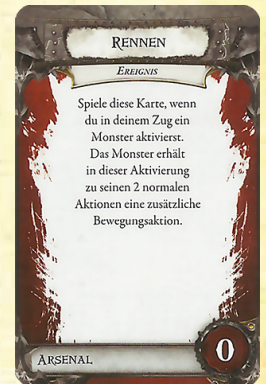 RENNEN
EREIGNIS
Spiele diese Karte, wenn
du in deinem Zug ein
Monster aktivierst.
Das Monster erhält
in dieser Aktivierung
zu seinen 2 normalen
Aktionen eine zusätzliche
Bewegungsaktion.
ARSENAL
0